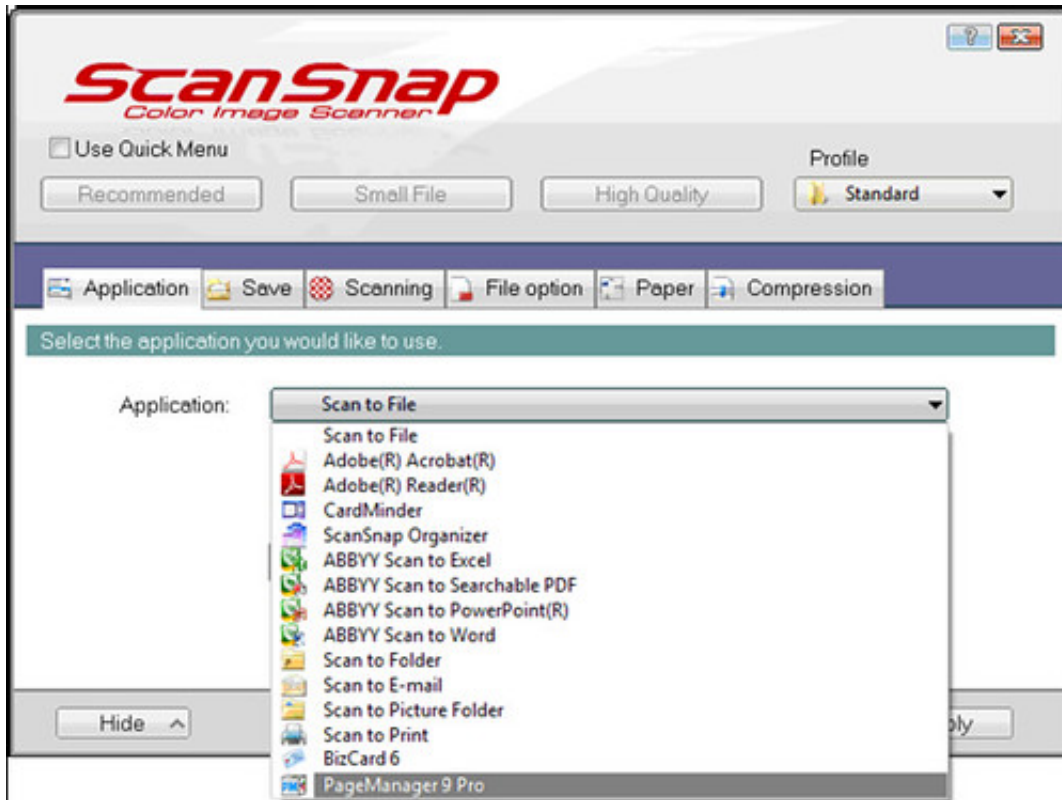 ScanSnap
Color Image Scanner
Use Quick Menu
Profile
Recommended
Small File
High Quality
Standard
Application
Save
Scanning
File option
Paper
Compression
Select the application you would like to use.
Application:
Scan to File
Scan to File
Adobe(R) Acrobat(R)
Adobe(R) Reader(R)
CardMinder
ScanSnap Organizer
ABBYY Scan to Excel
ABBYY Scan to Searchable PDF
ABBYY Scan to PowerPoint(R)
ABBYY Scan to Word
Scan to Folder
Scan to E-mail
Scan to Picture Folder
Hide
Scan to Print
BizCard 6
PageManager 9 Pro